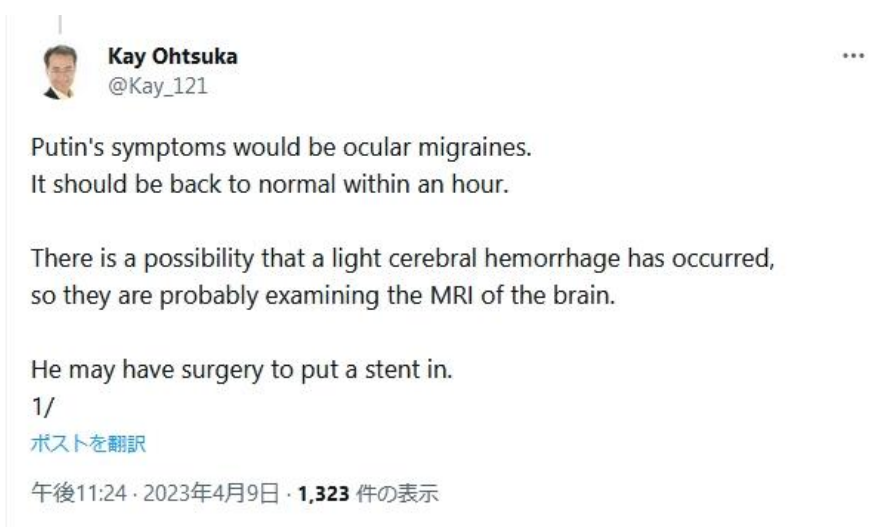 Kay Ohtsuka
@Kay_121
Putin's symptoms would be ocular migraines.
It should be back to normal within an hour.
There is a possibility that a light cerebral hemorrhage has occurred,
so they are probably examining the MRI of the brain.
He may have surgery to put a stent in.
1/
ポストを翻訳
午後11:24 · 2023年4月9日 · 1,323 件の表示